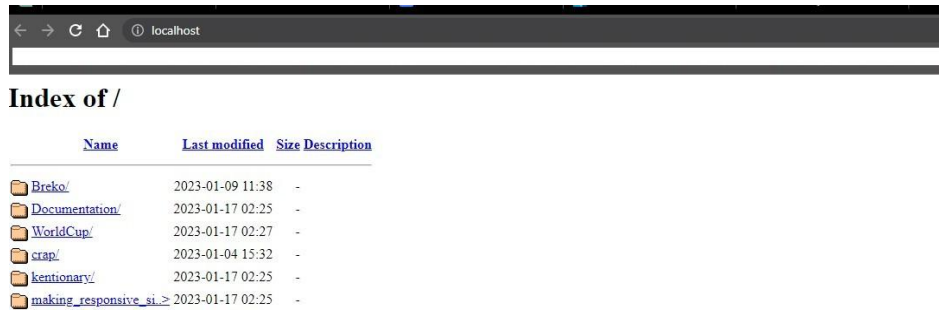 localhost
Index of /
Name Last modified Size Description
Breko/ 2023-01-09 11:38 -
Documentation/ 2023-01-17 02:25 -
WorldCup/ 2023-01-17 02:27 -
crap/ 2023-01-04 15:32 -
kentionary/ 2023-01-17 02:25 -
making_responsive_si..> 2023-01-17 02:25 -